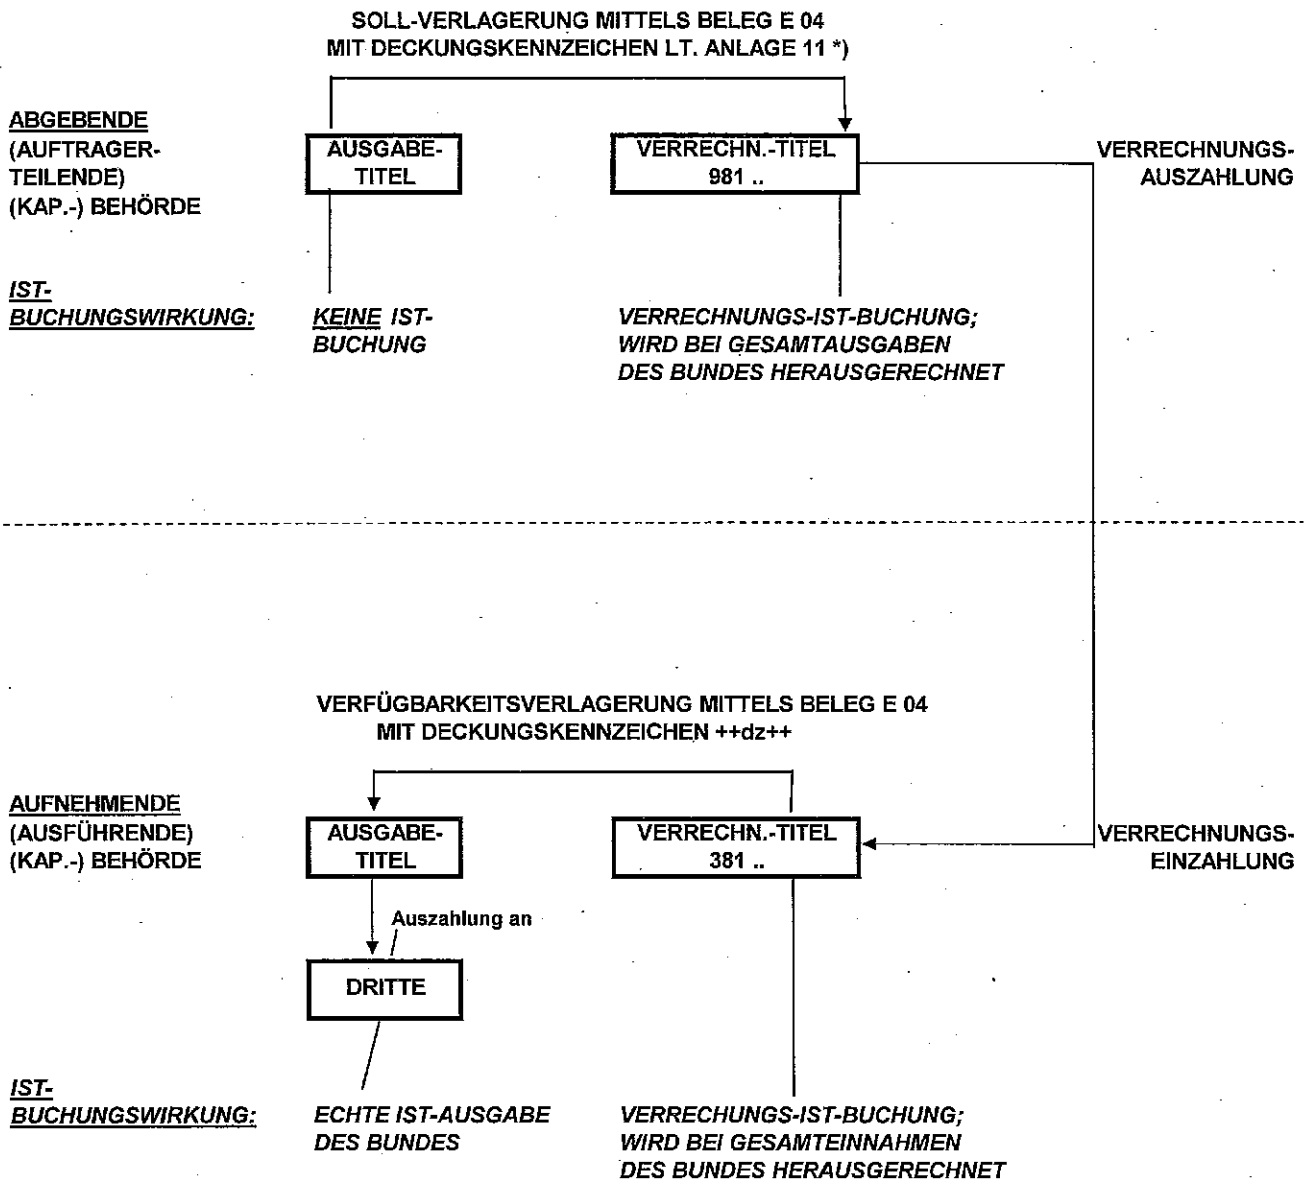 SOLL-VERLAGERUNG MITTELS BELEG E 04
MIT DECKUNGSKENNZEICHEN LT. ANLAGE 11 *)
ABGEBENDE
(AUFTRAGER-
TEILENDE)
(KAP.-) BEHÖRDE
AUSGABE-
TITEL
VERRECHN.-TITEL
981 ..
VERRECHNUNGS-
AUSZAHLUNG
IST-
BUCHUNGSWIRKUNG:
KEINE IST-
BUCHUNG
VERRECHNUNGS-IST-BUCHUNG;
WIRD BEI GESAMTAUSGABEN
DES BUNDES HERAUSGERECHNET
VERFÜGBARKEITSVERLAGERUNG MITTELS BELEG E 04
MIT DECKUNGSKENNZEICHEN ++dz++
AUFNEHMENDE
(AUSFÜHRENDE)
(KAP.-) BEHÖRDE
AUSGABE-
TITEL
VERRECHN.-TITEL
381 ..
VERRECHNUNGS-
EINZAHLUNG
Auszahlung an
DRITTE
IST-
BUCHUNGSWIRKUNG:
ECHTE IST-AUSGABE
DES BUNDES
VERRECHUNGS-IST-BUCHUNG;
WIRD BEI GESAMTEINNAHMEN
DES BUNDES HERAUSGERECHNET